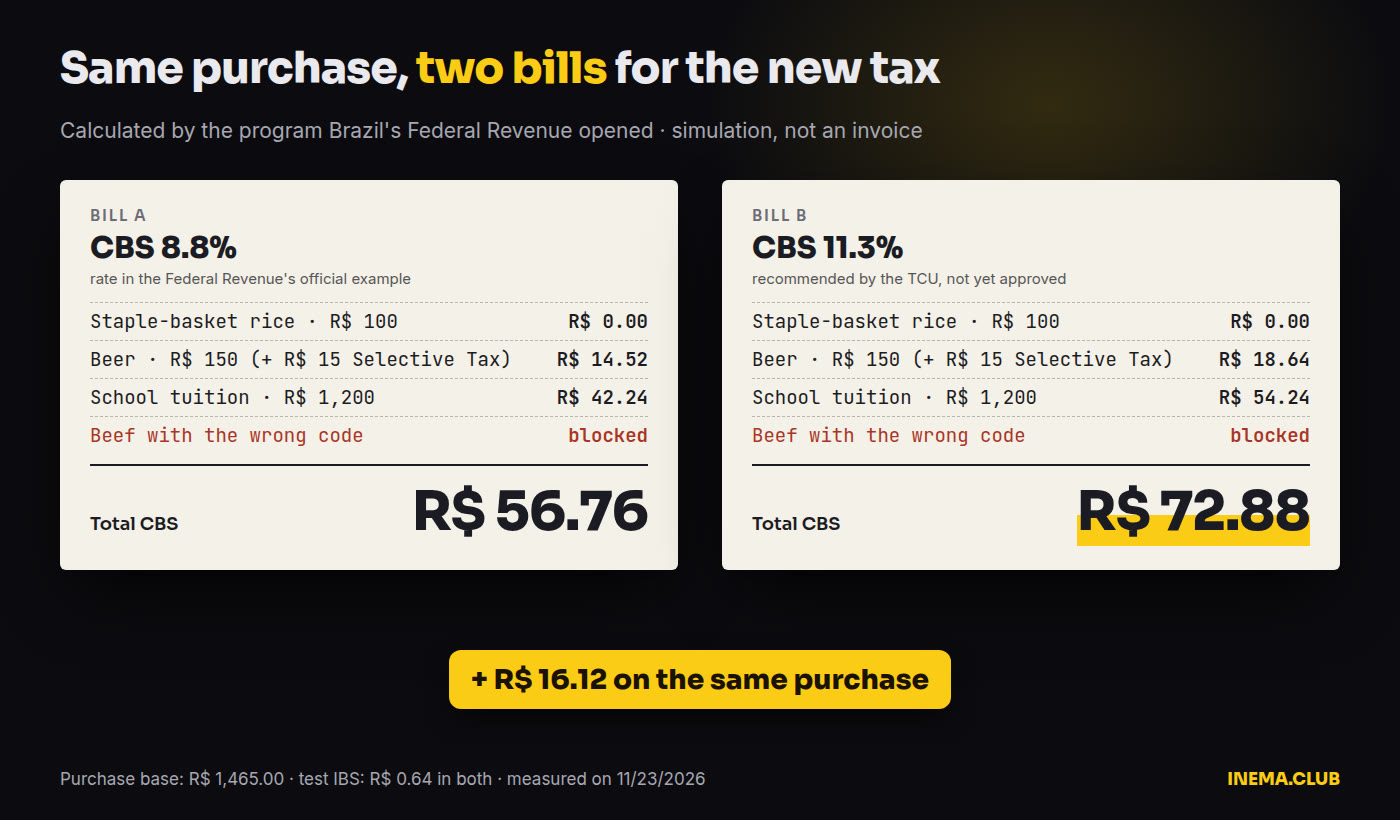 Same purchase, two bills for the new tax
Calculated by the program Brazil's Federal Revenue opened · simulation, not an invoice
BILL A
CBS 8.8%
rate in the Federal Revenue's official example
Staple-basket rice · R$ 100 R$ 0.00
Beer · R$ 150 (+ R$ 15 Selective Tax) R$ 14.52
School tuition · R$ 1,200 R$ 42.24
Beef with the wrong code blocked
Total CBS R$ 56.76
BILL B
CBS 11.3%
recommended by the TCU, not yet approved
Staple-basket rice · R$ 100 R$ 0.00
Beer · R$ 150 (+ R$ 15 Selective Tax) R$ 18.64
School tuition · R$ 1,200 R$ 54.24
Beef with the wrong code blocked
Total CBS R$ 72.88
+ R$ 16.12 on the same purchase
Purchase base: R$ 1,465.00 · test IBS: R$ 0.64 in both · measured on 11/23/2026
INEMA.CLUB